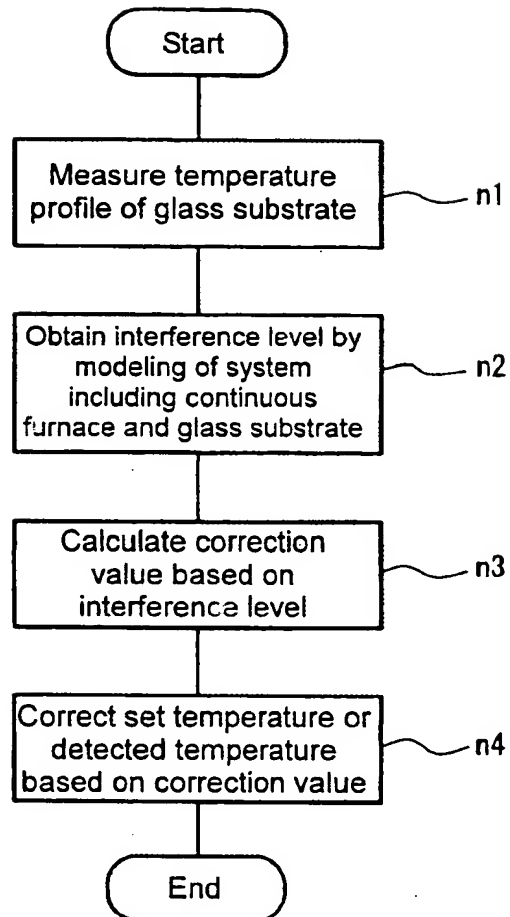 Start
Measure temperature
profile of glass substrate
n1
Obtain interference level by
modeling of system
including continuous
furnace and glass substrate
n2
Calculate correction
value based on
interference level
n3
Correct set temperature or
detected temperature
based on correction value
n4
End